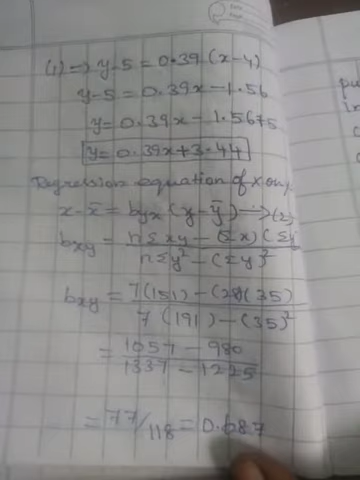 (1) ⇒ y-5 = 0.39 (x-4)
y-5 = 0.39x - 1.56
y = 0.39x - 1.56+5
y = 0.39x + 3.44
Regression equation of x on y.
x - x̄ = byx (y - ȳ) → (2)
bxy = nΣxy - (Σx)(Σy / nΣy² - (Σy)²
bxy = 7(151) - (28)(35) / 7(191) - (35)²
= 1057 - 980 / 1337 - 1225
= 77/118 = 0.687